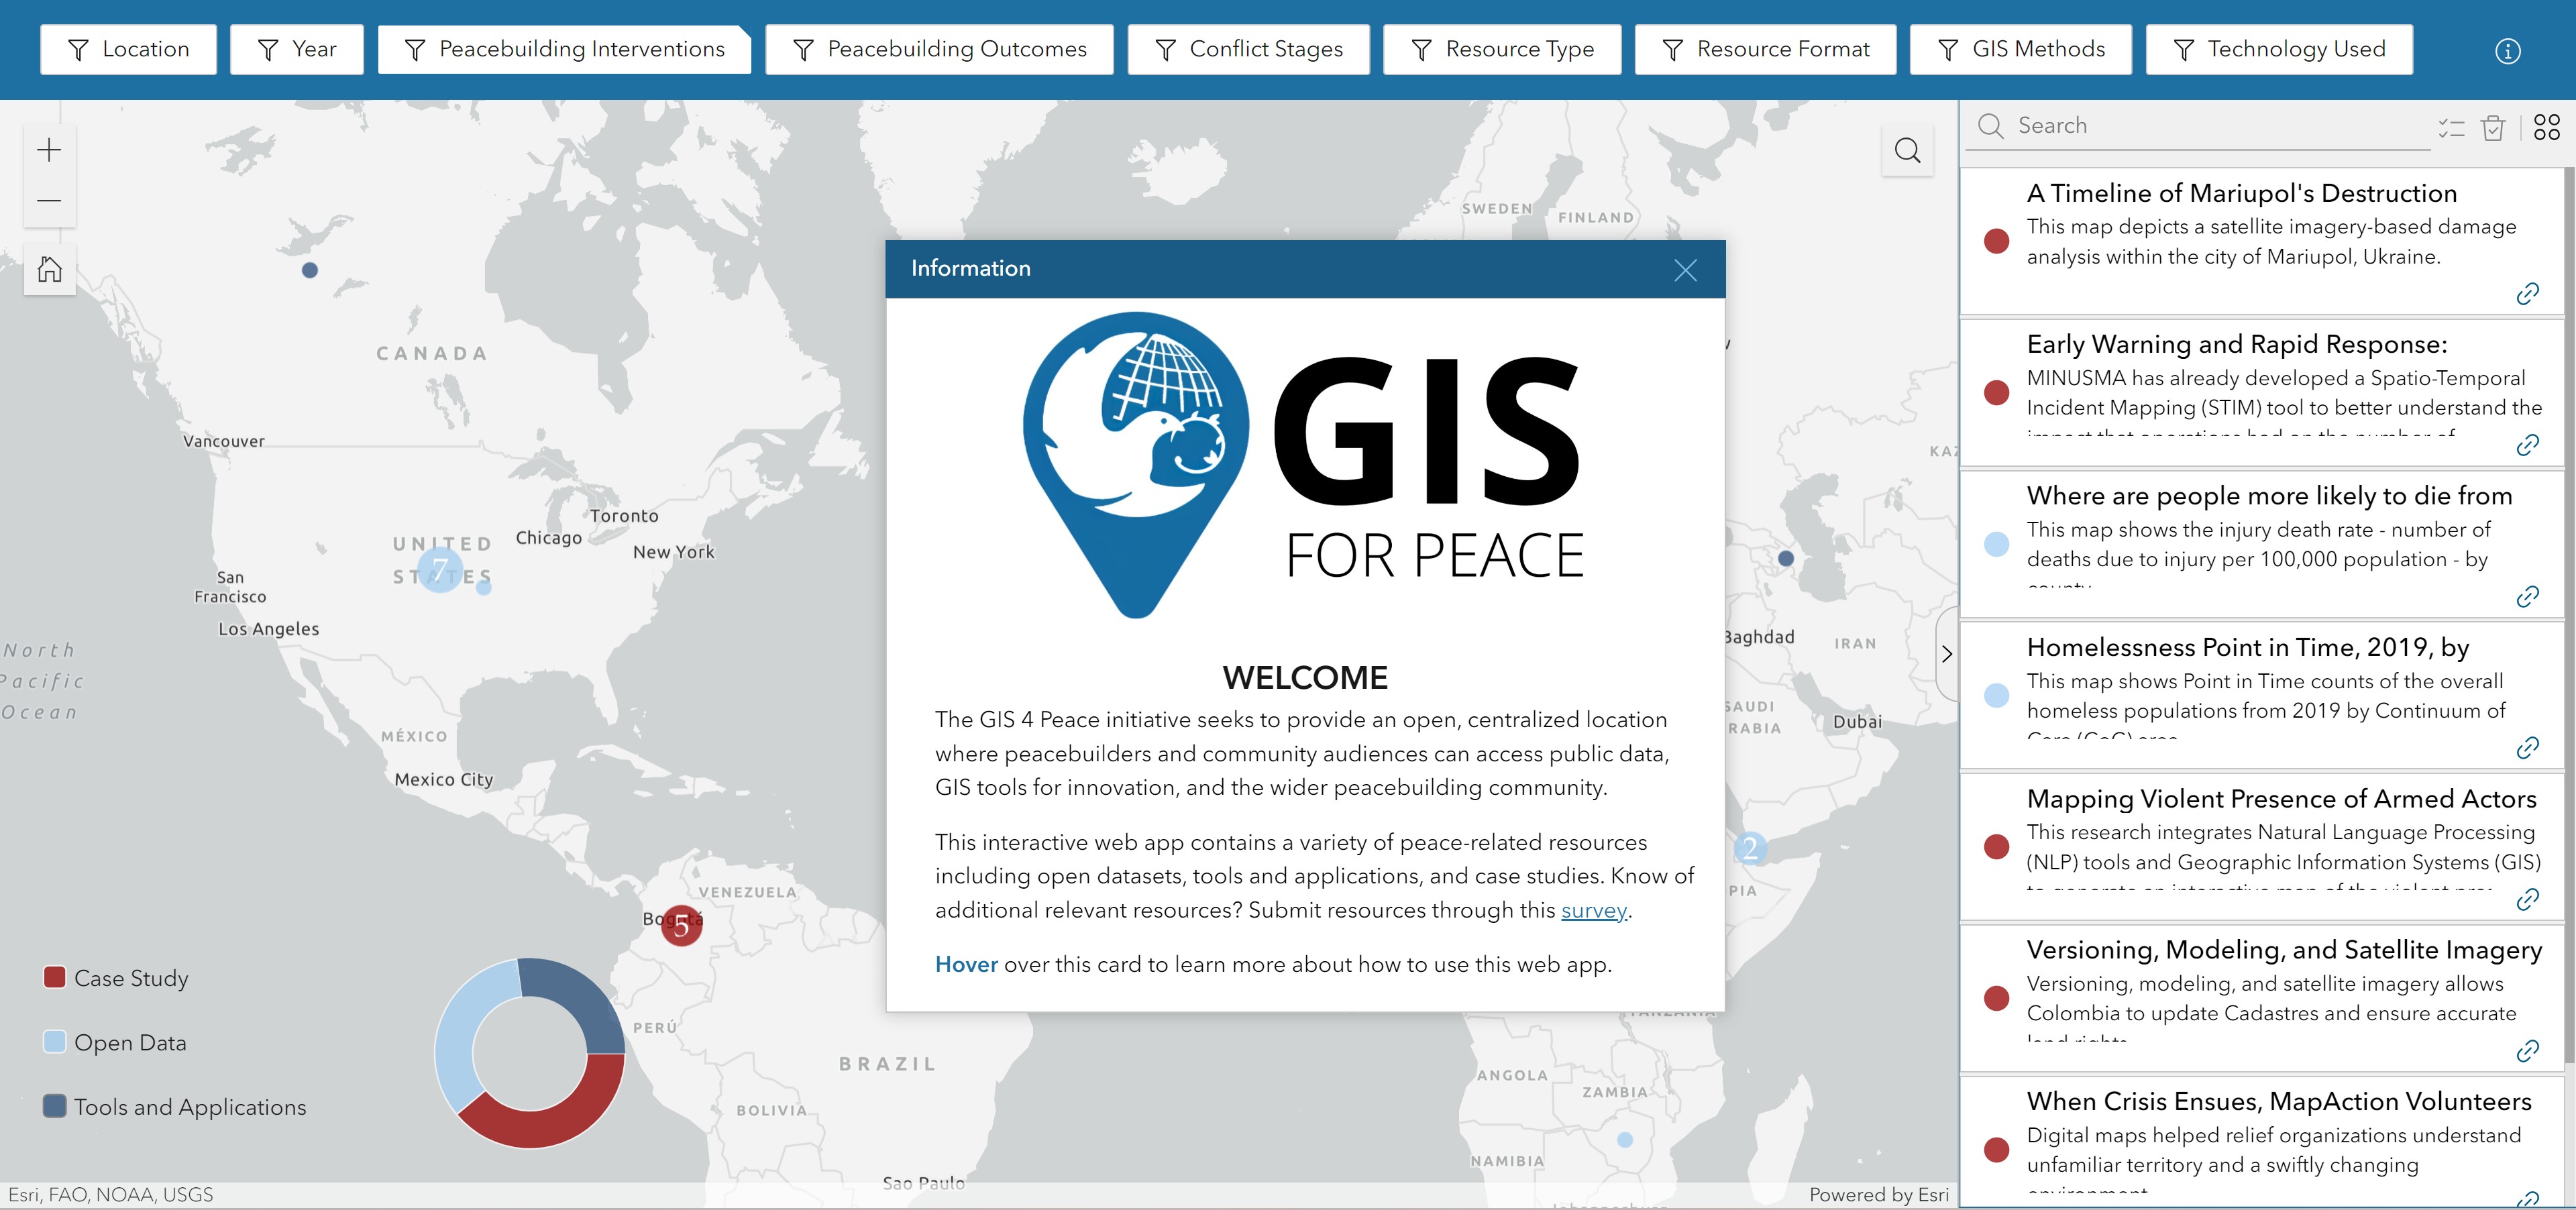 Location
Year
Peacebuilding Interventions
Peacebuilding Outcomes
Conflict Stages
Resource Type
Resource Format
GIS Methods
Technology Used
Search
SWEDEN
FINLAND
CANADA
Vancouver
Toronto
Chicago
New York
UNITED
STATES
7
San
Francisco
Los Angeles
North
Pacific
Ocean
MÉXICO
Mexico City
VENEZUELA
Bogotá
5
PERÚ
BRAZIL
BOLIVIA
Sao Paulo
Baghdad
IRAN
SAUDI
ARABIA
Dubai
2
ANGOLA
ZAMBIA
NAMIBIA
Information
GIS
FOR PEACE
WELCOME
The GIS 4 Peace initiative seeks to provide an open, centralized location
where peacebuilders and community audiences can access public data,
GIS tools for innovation, and the wider peacebuilding community.
This interactive web app contains a variety of peace-related resources
including open datasets, tools and applications, and case studies. Know of
additional relevant resources? Submit resources through this survey.
Hover over this card to learn more about how to use this web app.
Case Study
Open Data
Tools and Applications
Esri, FAO, NOAA, USGS
Powered by Esri
A Timeline of Mariupol's Destruction
This map depicts a satellite imagery-based damage
analysis within the city of Mariupol, Ukraine.
Early Warning and Rapid Response:
MINUSMA has already developed a Spatio-Temporal
Incident Mapping (STIM) tool to better understand the
Where are people more likely to die from
This map shows the injury death rate - number of
deaths due to injury per 100,000 population - by
Homelessness Point in Time, 2019, by
This map shows Point in Time counts of the overall
homeless populations from 2019 by Continuum of
Mapping Violent Presence of Armed Actors
This research integrates Natural Language Processing
(NLP) tools and Geographic Information Systems (GIS)
Versioning, Modeling, and Satellite Imagery
Versioning, modeling, and satellite imagery allows
Colombia to update Cadastres and ensure accurate
When Crisis Ensues, MapAction Volunteers
Digital maps helped relief organizations understand
unfamiliar territory and a swiftly changing